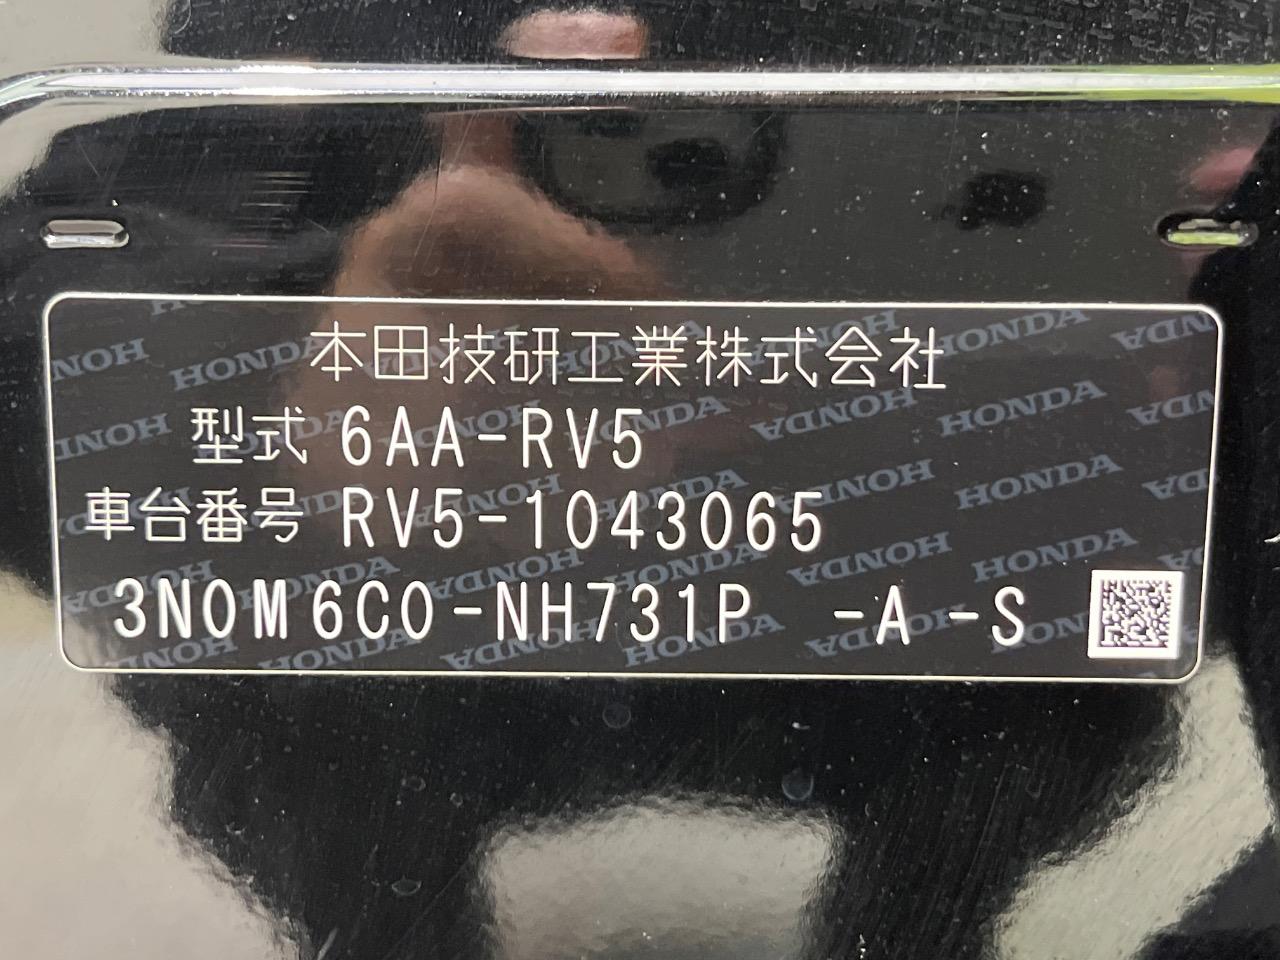 本田技研工業株式会社
型式 6AA-RV5
車台番号 RV5-1043065
3N0M6C0-NH731P -A-S